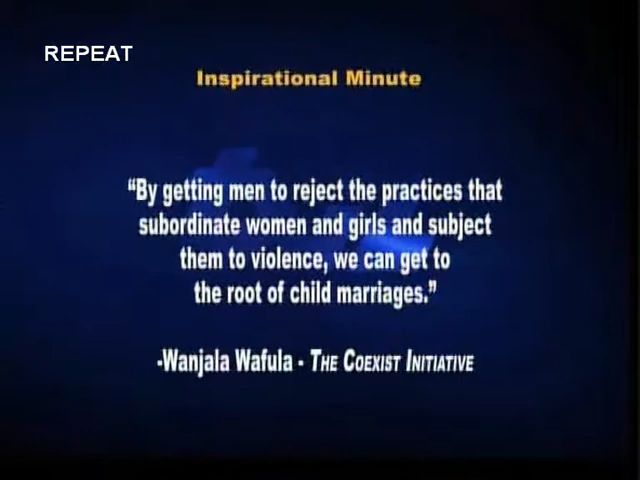 REPEAT
Inspirational Minute
“By getting men to reject the practices that
subordinate women and girls and subject
them to violence, we can get to
the root of child marriages.”
-Wanjala Wafula - THE COEXIST INITIATIVE